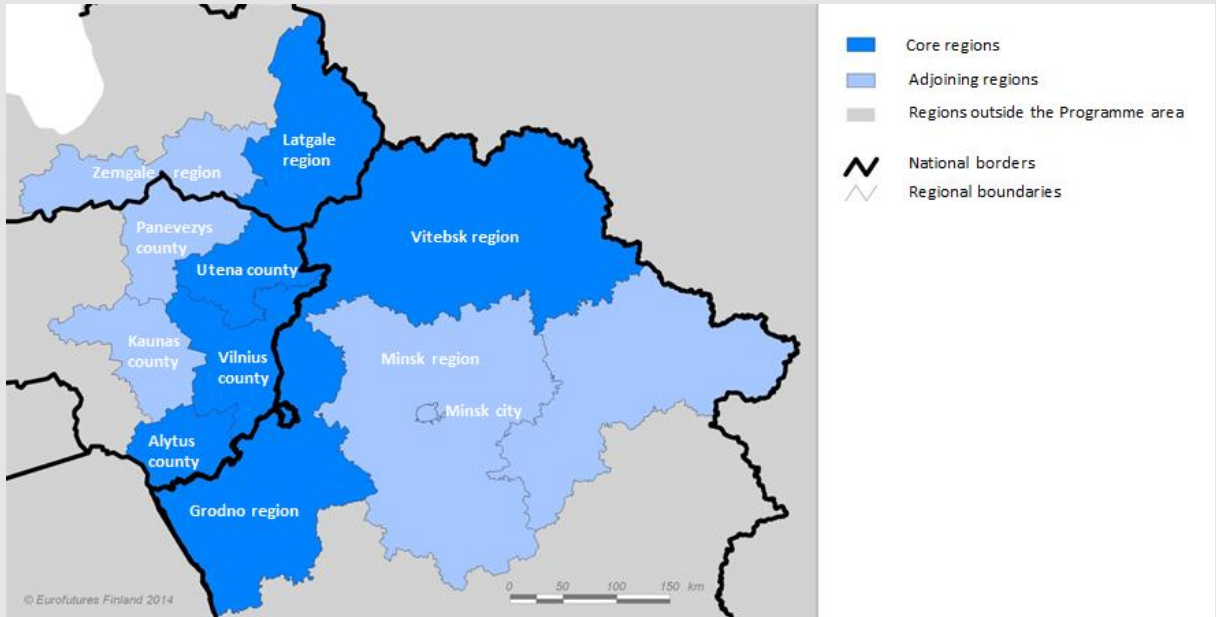 Core regions
Adjoining regions
Regions outside the Programme area
National borders
Regional boundaries
Latgale
region
Zemgale region
Panevezys
county
Utena county
Vitebsk region
Kaunas
county
Vilnius
county
Minsk region
Minsk city
Alytus
county
Grodno region
0 50 100 150 km
© Eurofutures Finland 2014